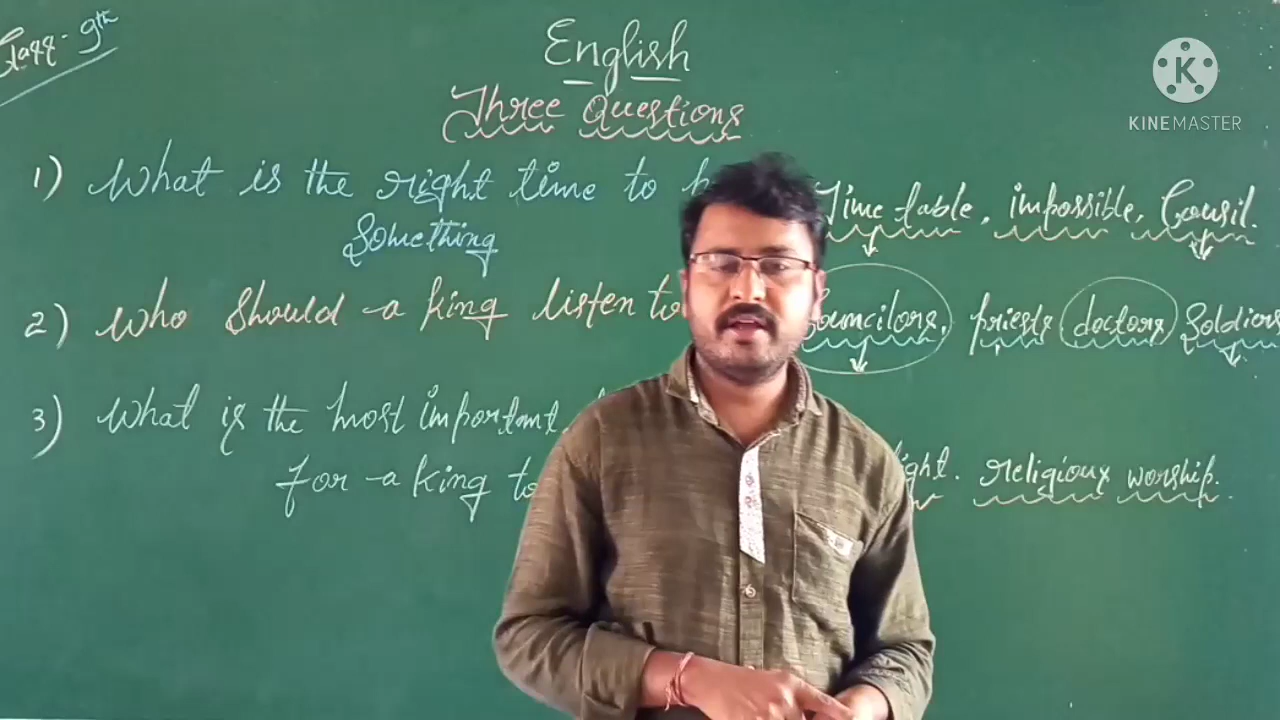 Class - 9th
English
Three Questions
KINEMASTER
1) What is the right time to
Time table, impossible, Cousil.
Something
2) Who Should a king listen to
Councilors, priests doctors Soldiers
3) What is the most important
for a king to
religious worship.